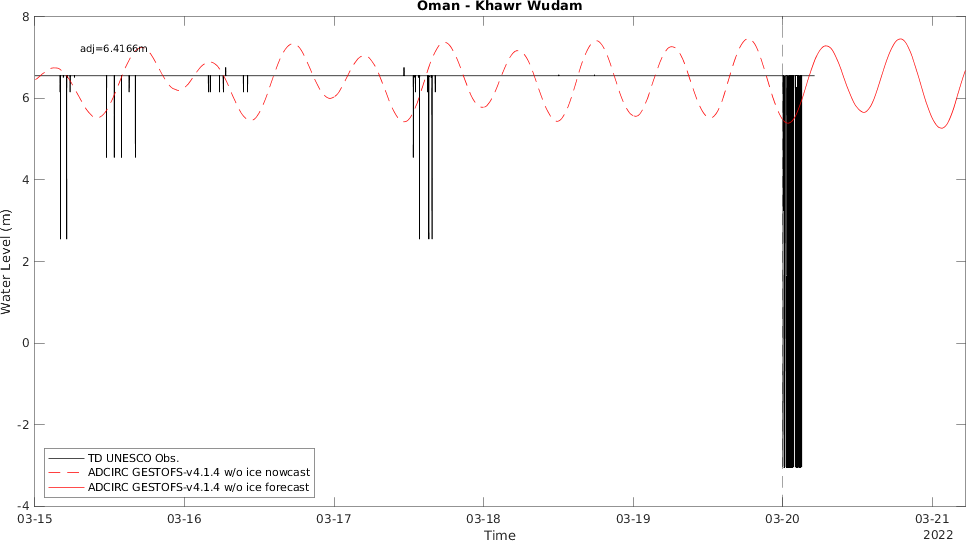 Oman - Khawr Wudam
adj=6.4166m
8
6
4
2
0
-2
-4
Water Level (m)
TD UNESCO Obs.
ADCIRC GESTOFS-v4.1.4 w/o ice nowcast
ADCIRC GESTOFS-v4.1.4 w/o ice forecast
03-15
03-16
03-17
03-18
03-19
03-20
03-21
Time
2022